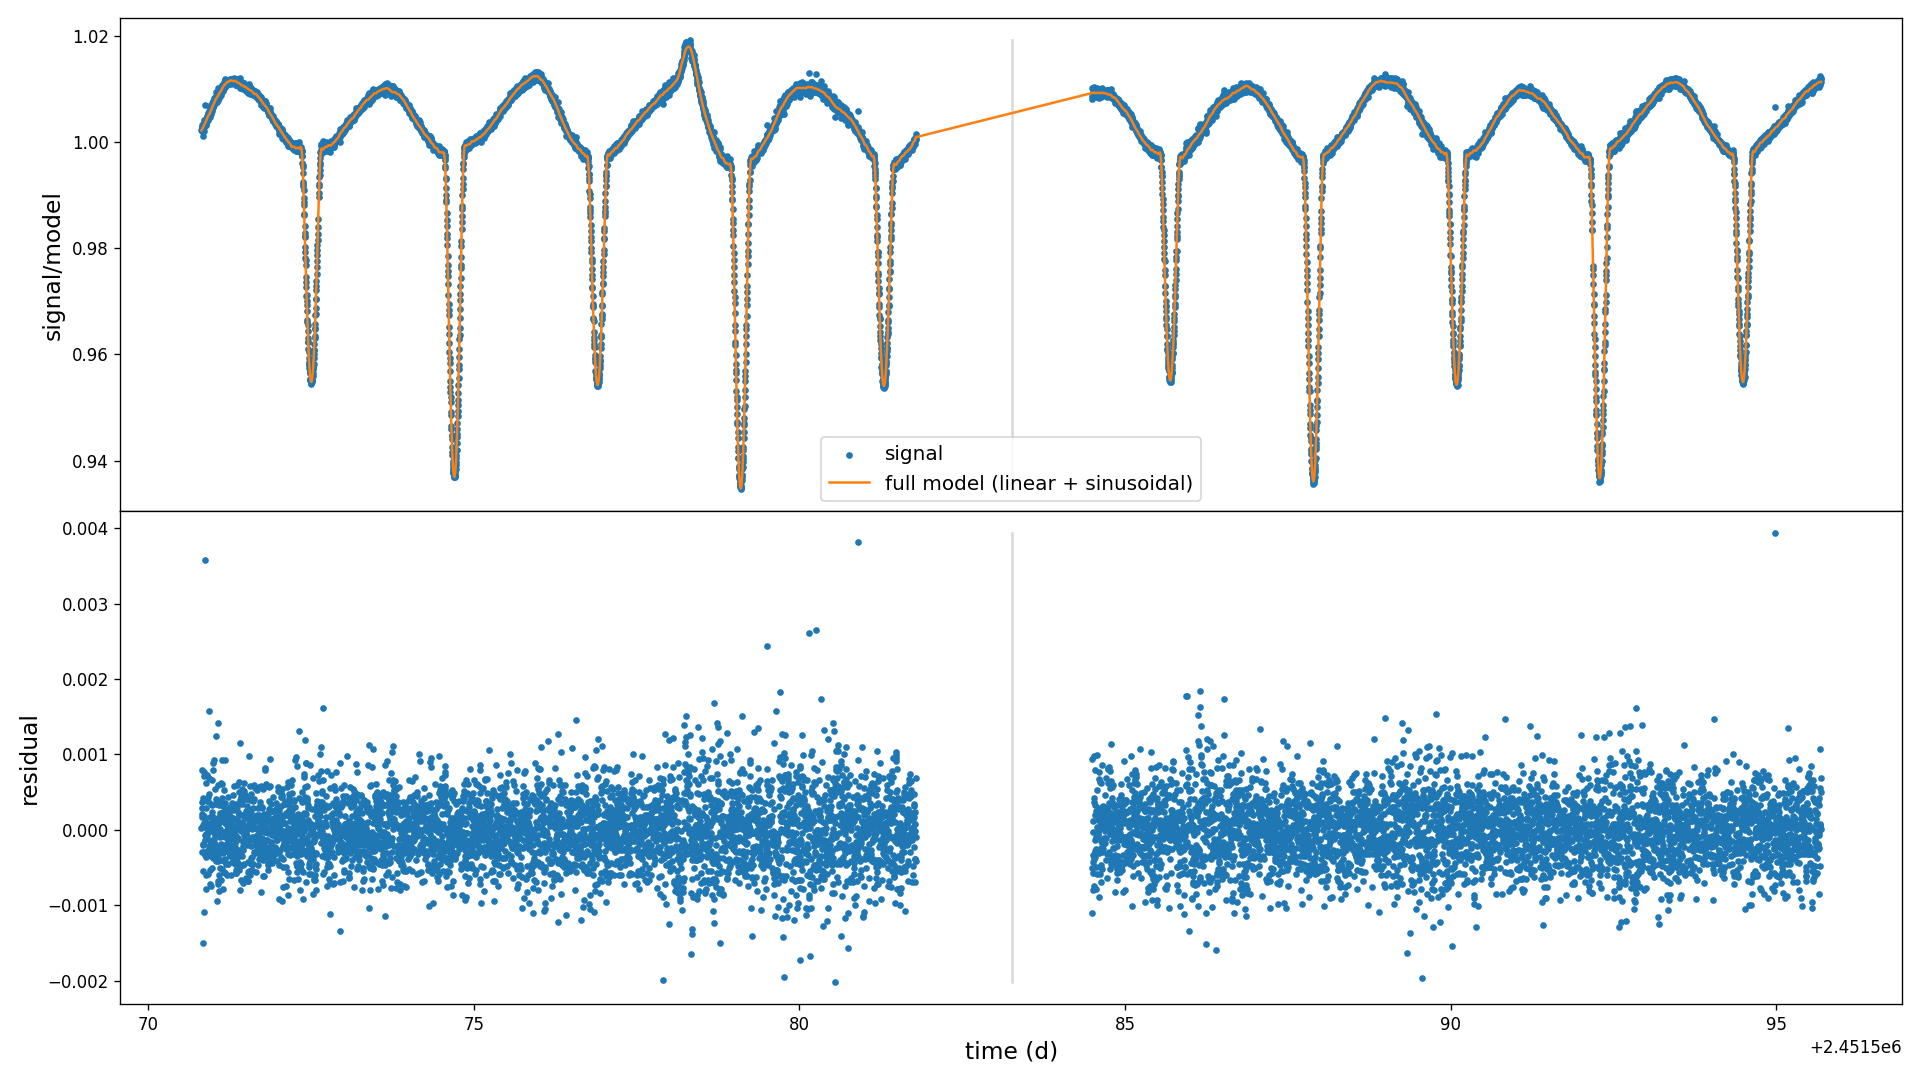 1.02
1.00
0.98
0.96
0.94
signal/model
signal
full model (linear + sinusoidal)
0.004
0.003
0.002
0.001
0.000
−0.001
−0.002
residual
70 75 80 85 90 95
time (d)
+2.4515e6